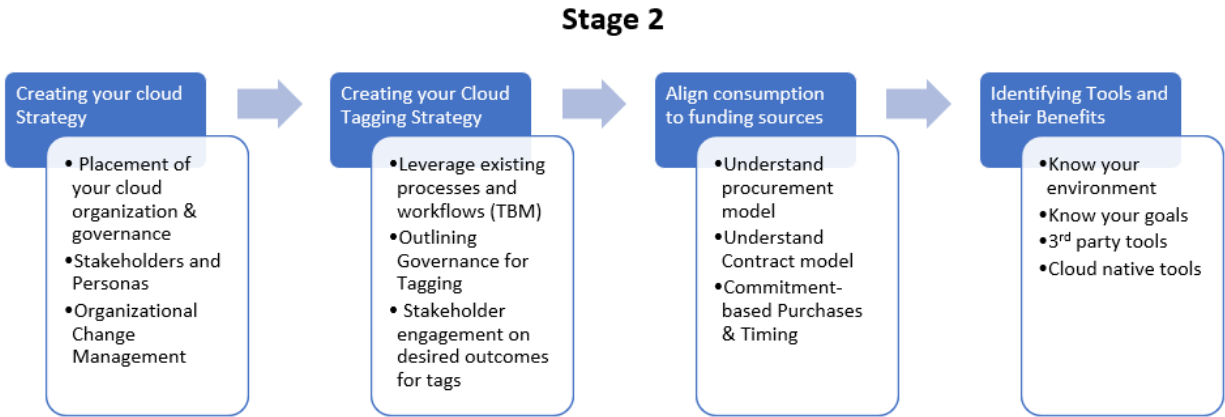 Stage 2
Creating your cloud
Strategy
• Placement of
your cloud
organization &
governance
•Stakeholders and
Personas
•Organizational
Change
Management
Creating your Cloud
Tagging Strategy
•Leverage existing
processes and
workflows (TBM)
•Outlining
Governance for
Tagging
• Stakeholder
engagement on
desired outcomes
for tags
Align consumption
to funding sources
•Understand
procurement
model
•Understand
Contract model
•Commitment-
based Purchases
& Timing
Identifying Tools and
their Benefits
•Know your
environment
•Know your goals
•3rd party tools
•Cloud native tools